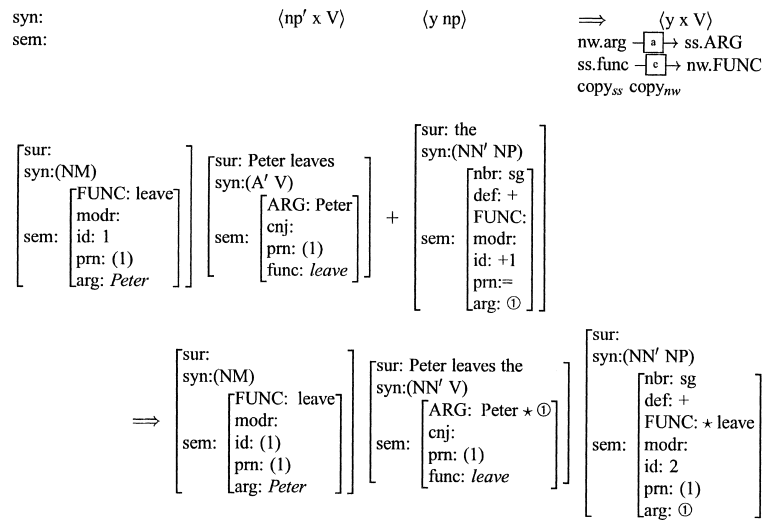 syn: ⟨np′ x V⟩ ⟨y np⟩ ⟹ ⟨y x V⟩
sem: nw.arg —a→ ss.ARG
ss.func —c→ nw.FUNC
copyss copynw
sur:
syn:(NM)
sem:
FUNC: leave
modr:
id: 1
prn: (1)
arg: Peter
sur: Peter leaves
syn:(A′ V)
sem:
ARG: Peter
cnj:
prn: (1)
func: leave
+
sur: the
syn:(NN′ NP)
sem:
nbr: sg
def: +
FUNC:
modr:
id: +1
prn:=
arg: ①
⟹
sur:
syn:(NM)
sem:
FUNC: leave
modr:
id: (1)
prn: (1)
arg: Peter
sur: Peter leaves the
syn:(NN′ V)
sem:
ARG: Peter ⋆ ①
cnj:
prn: (1)
func: leave
sur:
syn:(NN′ NP)
sem:
nbr: sg
def: +
FUNC: ⋆ leave
modr:
id: 2
prn: (1)
arg: ①